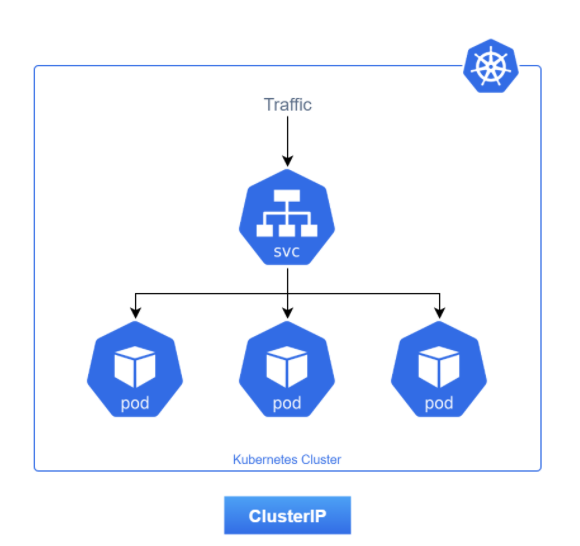 Traffic
svc
pod
pod
pod
Kubernetes Cluster
ClusterIP